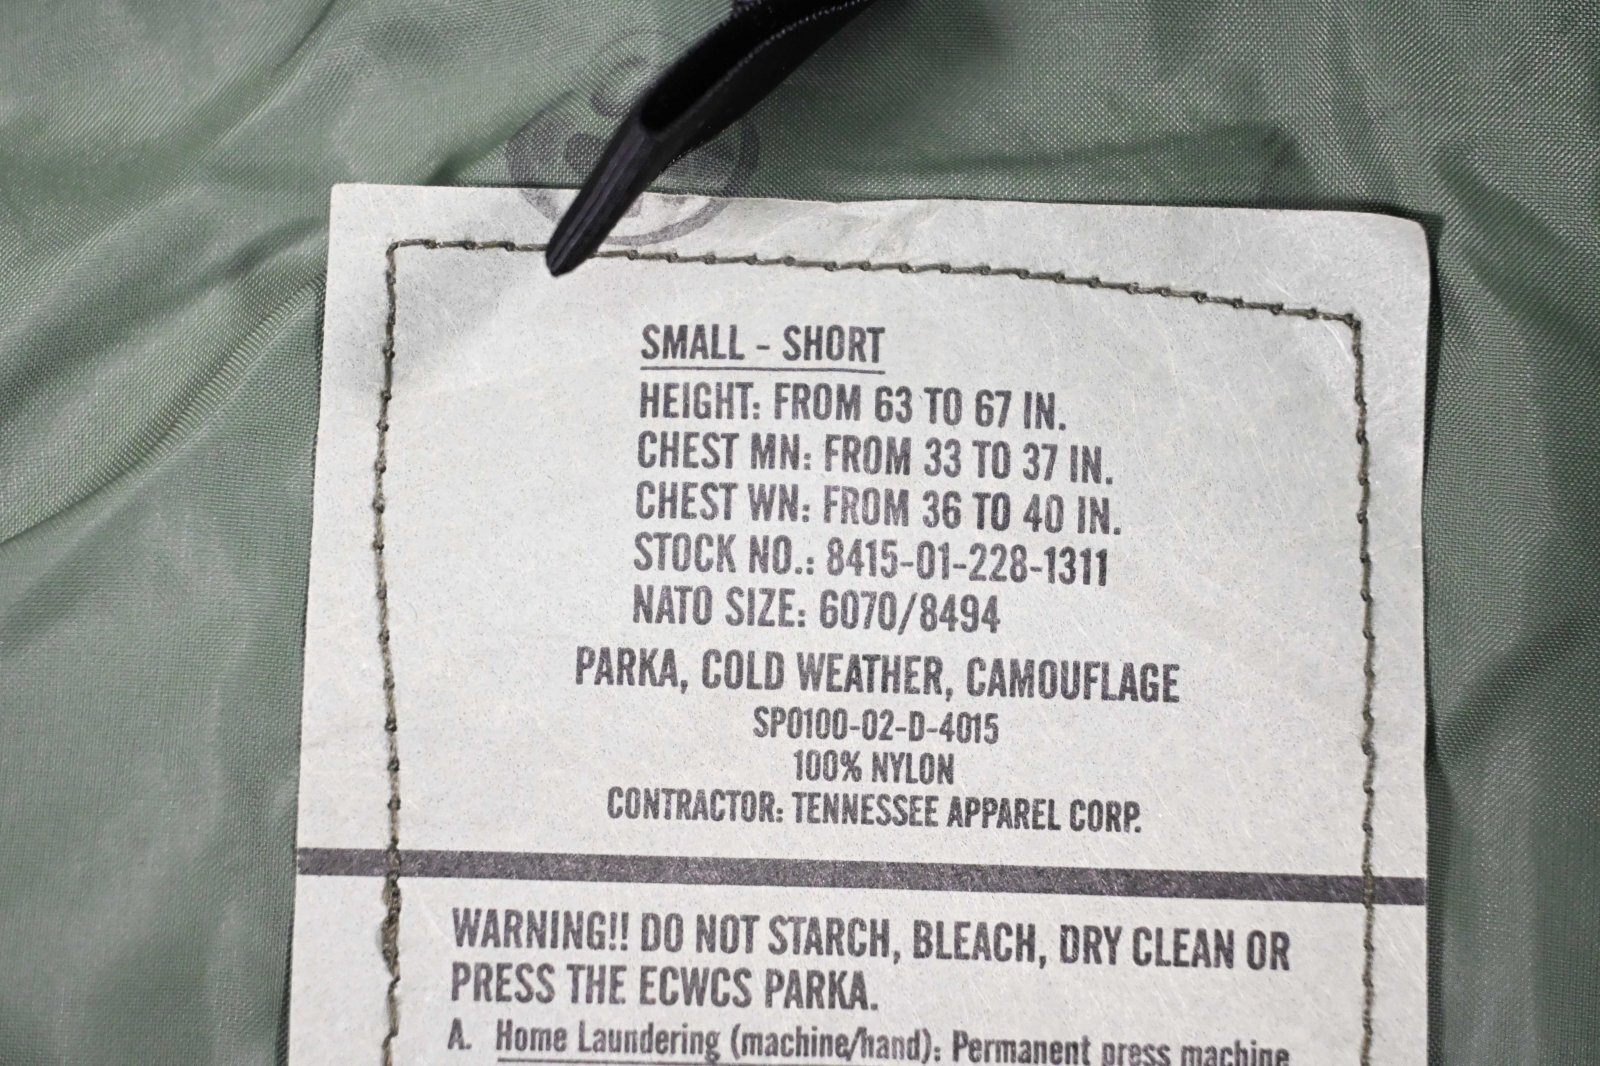 SMALL - SHORT
HEIGHT: FROM 63 TO 67 IN.
CHEST MN: FROM 33 TO 37 IN.
CHEST WN: FROM 36 TO 40 IN.
STOCK NO.: 8415-01-228-1311
NATO SIZE: 6070/8494
PARKA, COLD WEATHER, CAMOUFLAGE
SPO100-02-D-4015
100% NYLON
CONTRACTOR: TENNESSEE APPAREL CORP.
WARNING!! DO NOT STARCH, BLEACH, DRY CLEAN OR
PRESS THE ECWCS PARKA.
A. Home Laundering (machine/hand): Permanent press machine